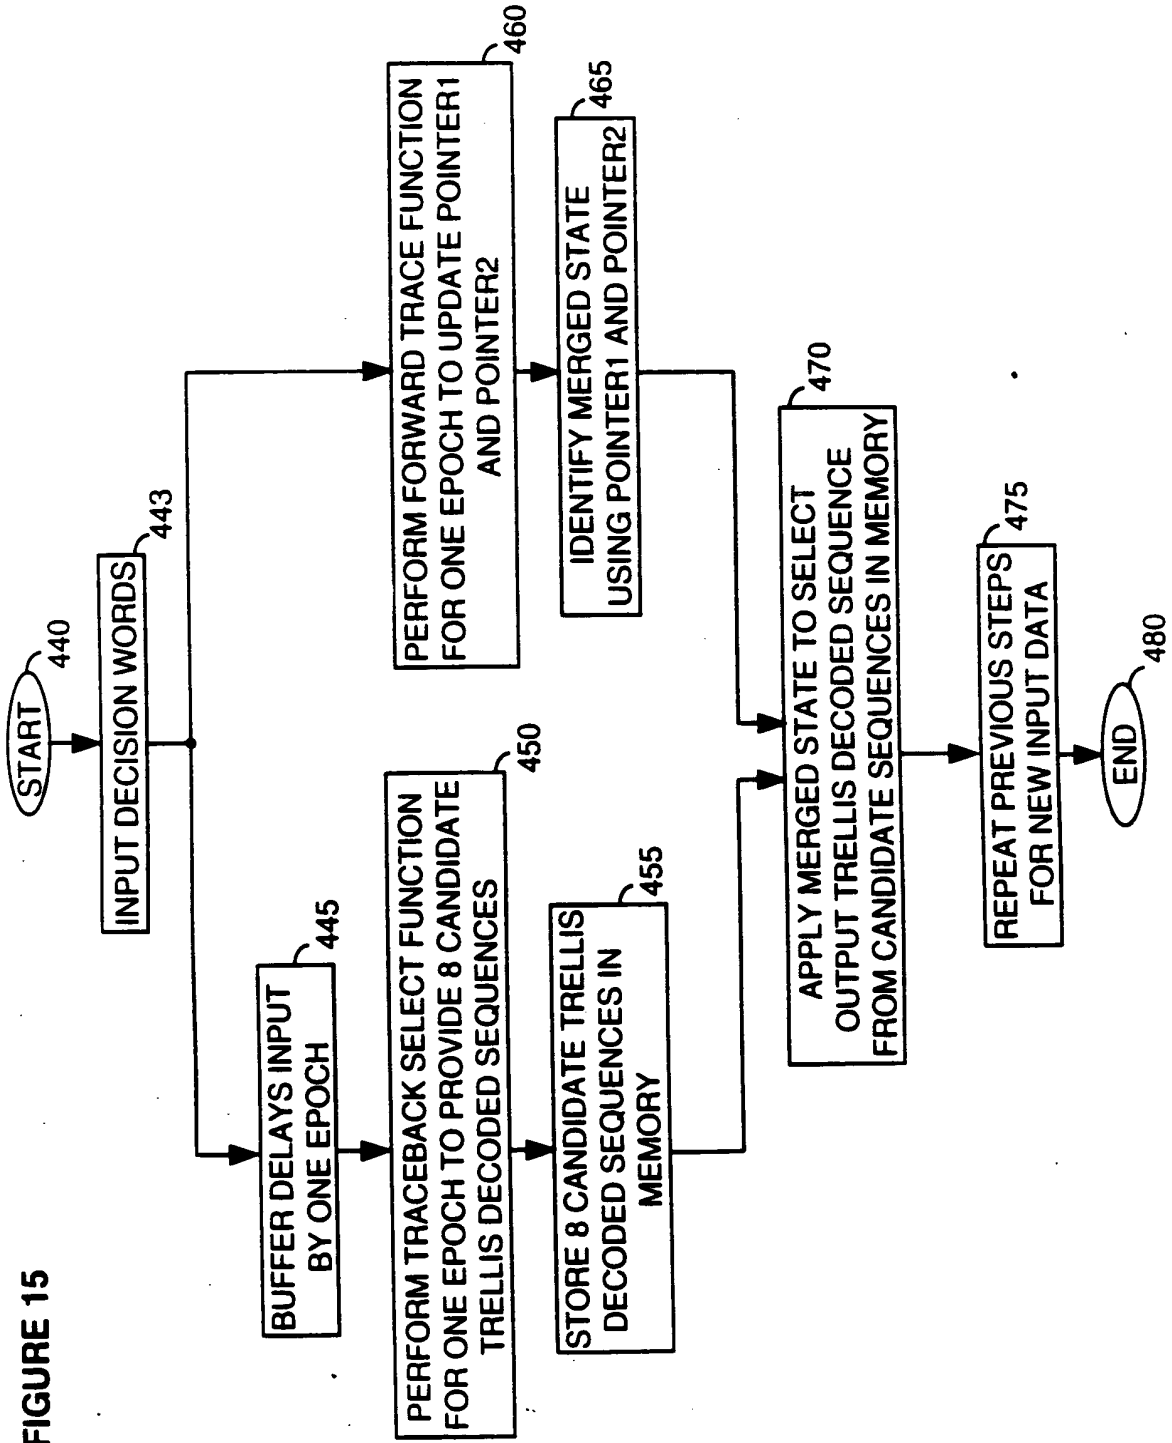 FIGURE 15
START
440
INPUT DECISION WORDS
443
BUFFER DELAYS INPUT
BY ONE EPOCH
445
PERFORM TRACEBACK SELECT FUNCTION
FOR ONE EPOCH TO PROVIDE 8 CANDIDATE
TRELLIS DECODED SEQUENCES
450
STORE 8 CANDIDATE TRELLIS
DECODED SEQUENCES IN
MEMORY
455
PERFORM FORWARD TRACE FUNCTION
FOR ONE EPOCH TO UPDATE POINTER1
AND POINTER2
460
IDENTIFY MERGED STATE
USING POINTER1 AND POINTER2
465
APPLY MERGED STATE TO SELECT
OUTPUT TRELLIS DECODED SEQUENCE
FROM CANDIDATE SEQUENCES IN MEMORY
470
REPEAT PREVIOUS STEPS
FOR NEW INPUT DATA
475
END
480